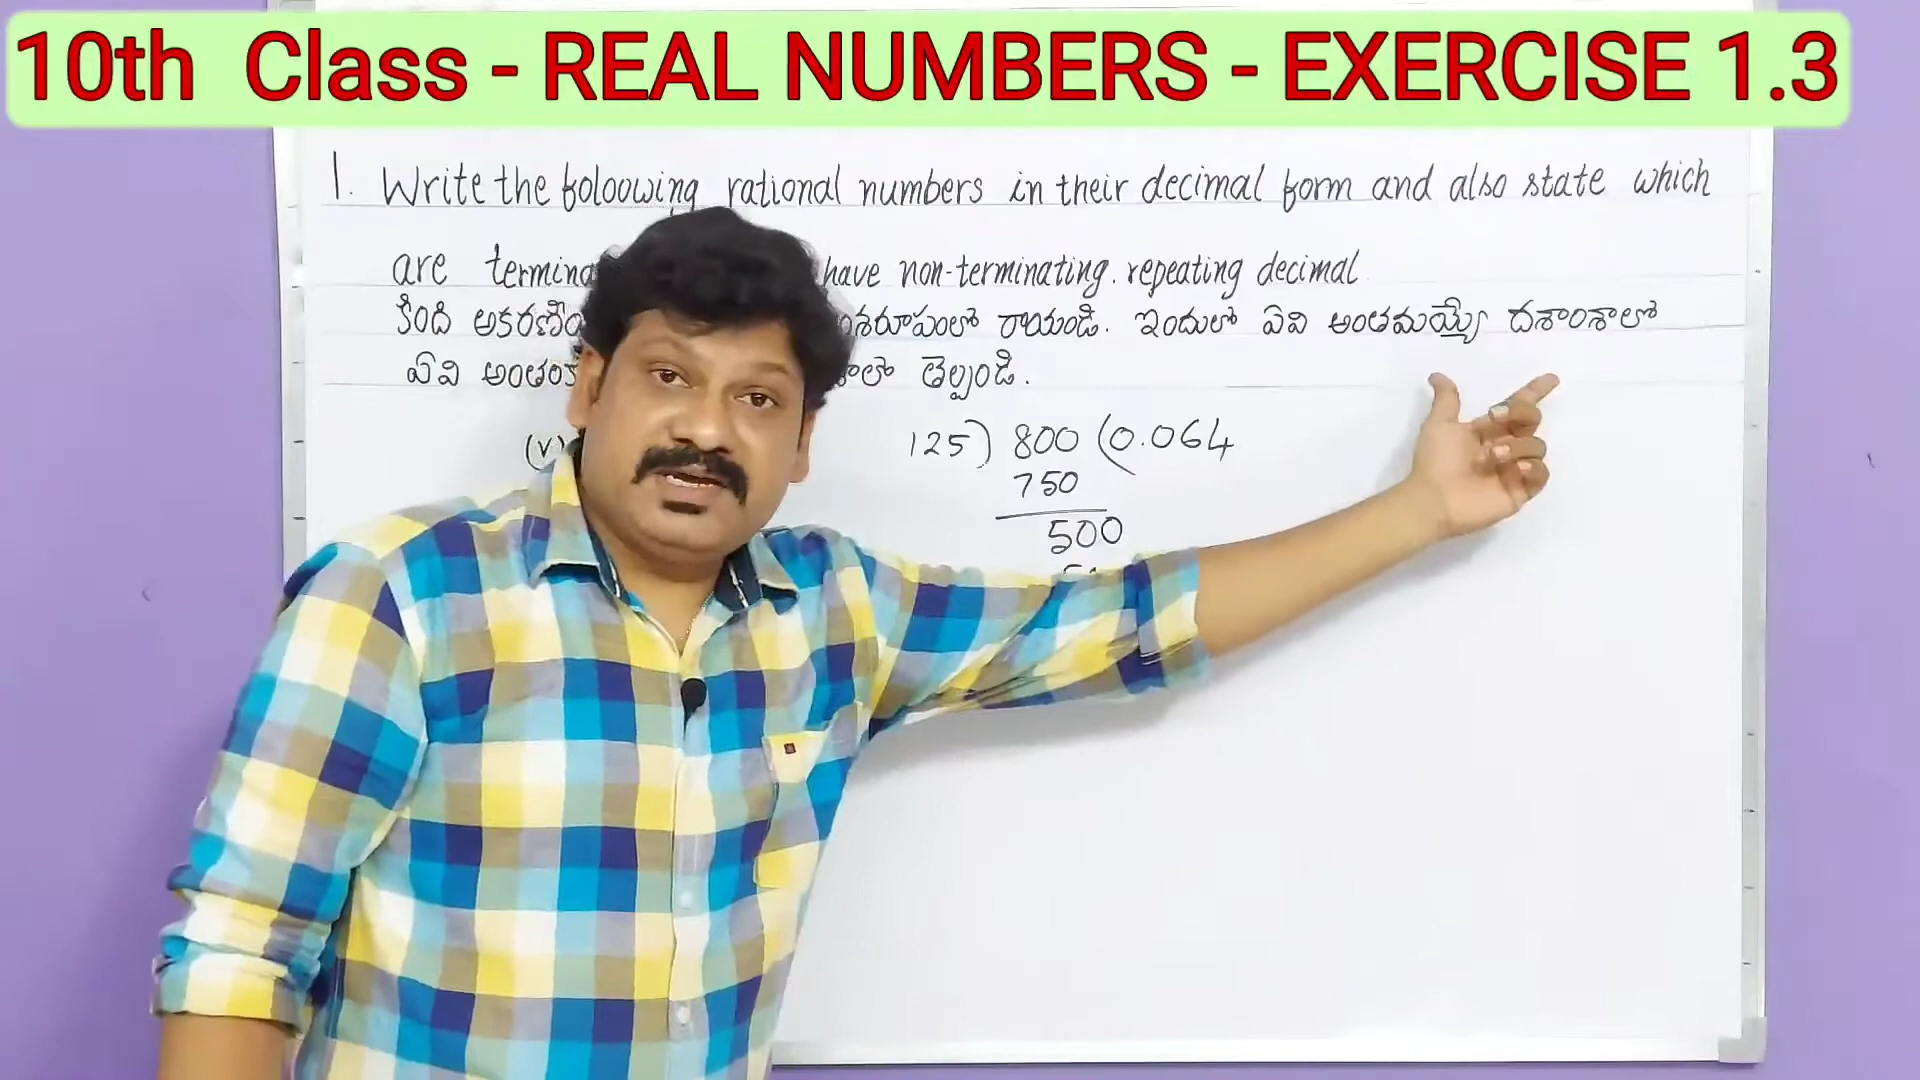 10th Class - REAL NUMBERS - EXERCISE 1.3
1. Write the foloowing rational numbers in their decimal form and also state which
are have non-terminating. repeating decimal
కింది రాయండి. ఇందులో ఏవి అంతమయ్యే దశాంశాలో
ఏవి తెల్పండి.
(v) 125) 800 (0.064
750
500